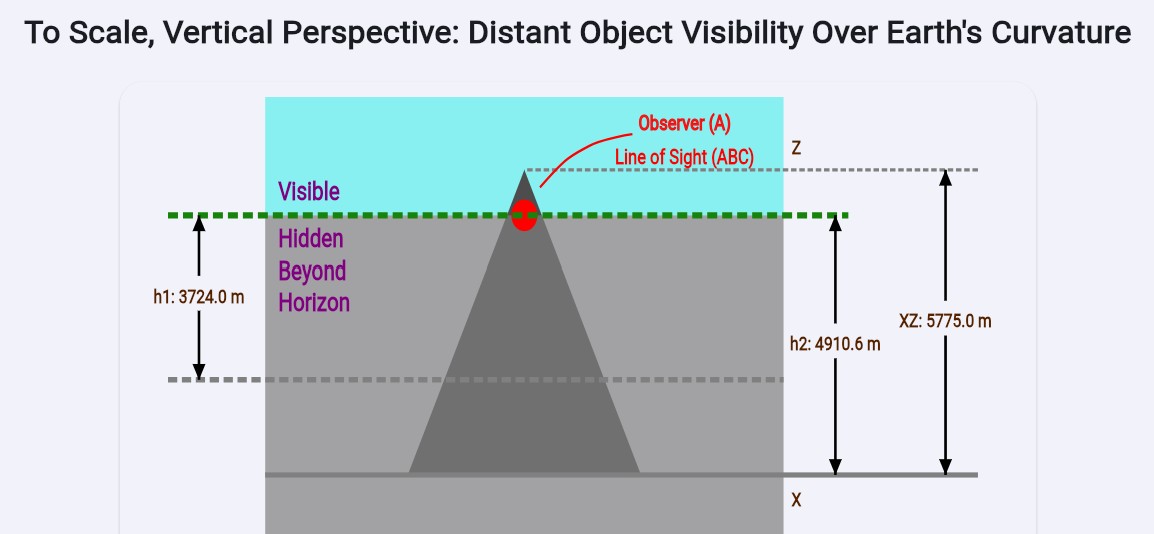 To Scale, Vertical Perspective: Distant Object Visibility Over Earth's Curvature
Observer (A)
Line of Sight (ABC)
Z
Visible
Hidden
Beyond
Horizon
h1: 3724.0 m
XZ: 5775.0 m
h2: 4910.6 m
X